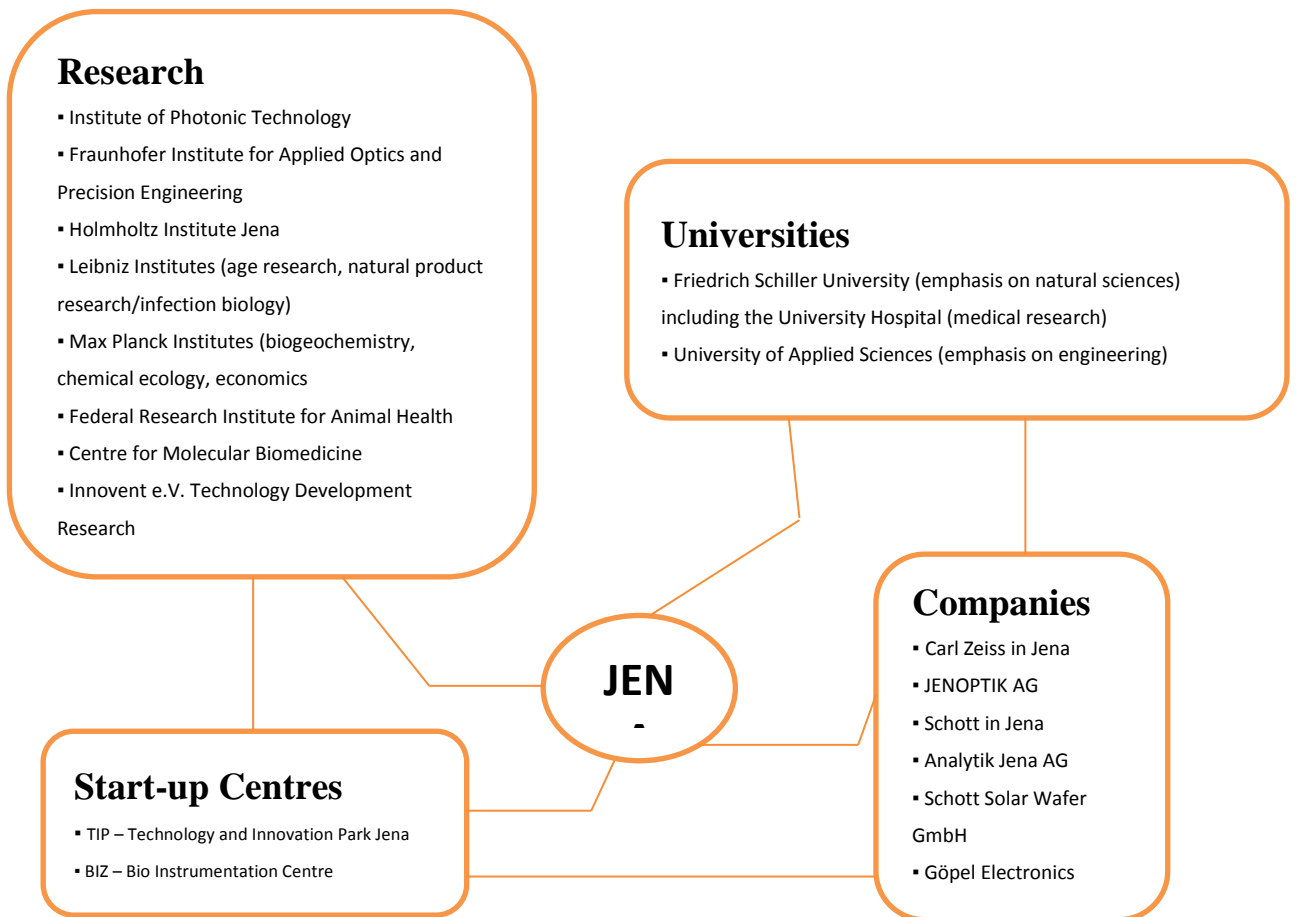 Research
▪ Institute of Photonic Technology
▪ Fraunhofer Institute for Applied Optics and
Precision Engineering
▪ Holmholtz Institute Jena
▪ Leibniz Institutes (age research, natural product
research/infection biology)
▪ Max Planck Institutes (biogeochemistry,
chemical ecology, economics
▪ Federal Research Institute for Animal Health
▪ Centre for Molecular Biomedicine
▪ Innovent e.V. Technology Development
Research
Universities
▪ Friedrich Schiller University (emphasis on natural sciences)
including the University Hospital (medical research)
▪ University of Applied Sciences (emphasis on engineering)
JEN
Companies
▪ Carl Zeiss in Jena
▪ JENOPTIK AG
▪ Schott in Jena
▪ Analytik Jena AG
▪ Schott Solar Wafer
GmbH
▪ Göpel Electronics
Start-up Centres
▪ TIP – Technology and Innovation Park Jena
▪ BIZ – Bio Instrumentation Centre